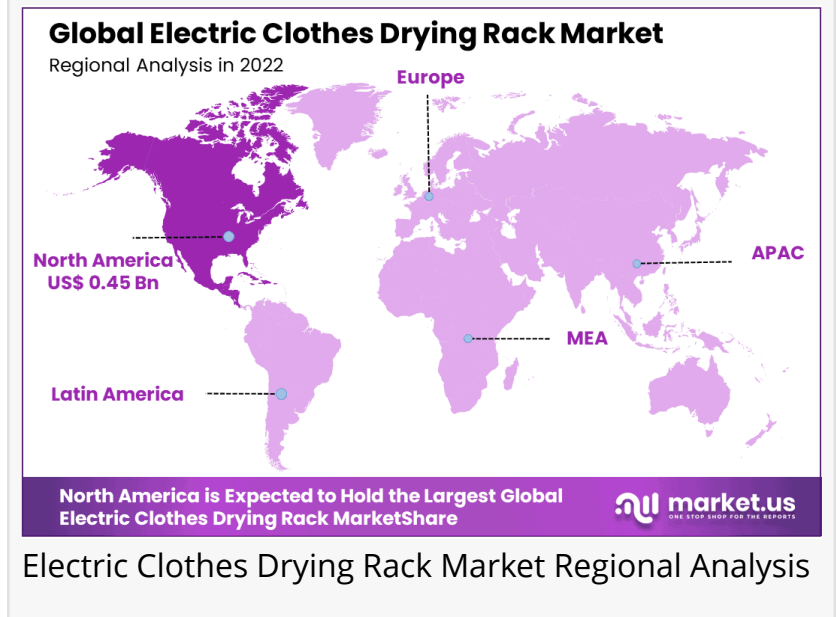 Global Electric Clothes Drying Rack Market
Regional Analysis in 2022
Europe
North America
US$ 0.45 Bn
APAC
MEA
Latin America
North America is Expected to Hold the Largest Global
Electric Clothes Drying Rack MarketShare
market.us
ONE STOP SHOP FOR THE REPORTS
Electric Clothes Drying Rack Market Regional Analysis